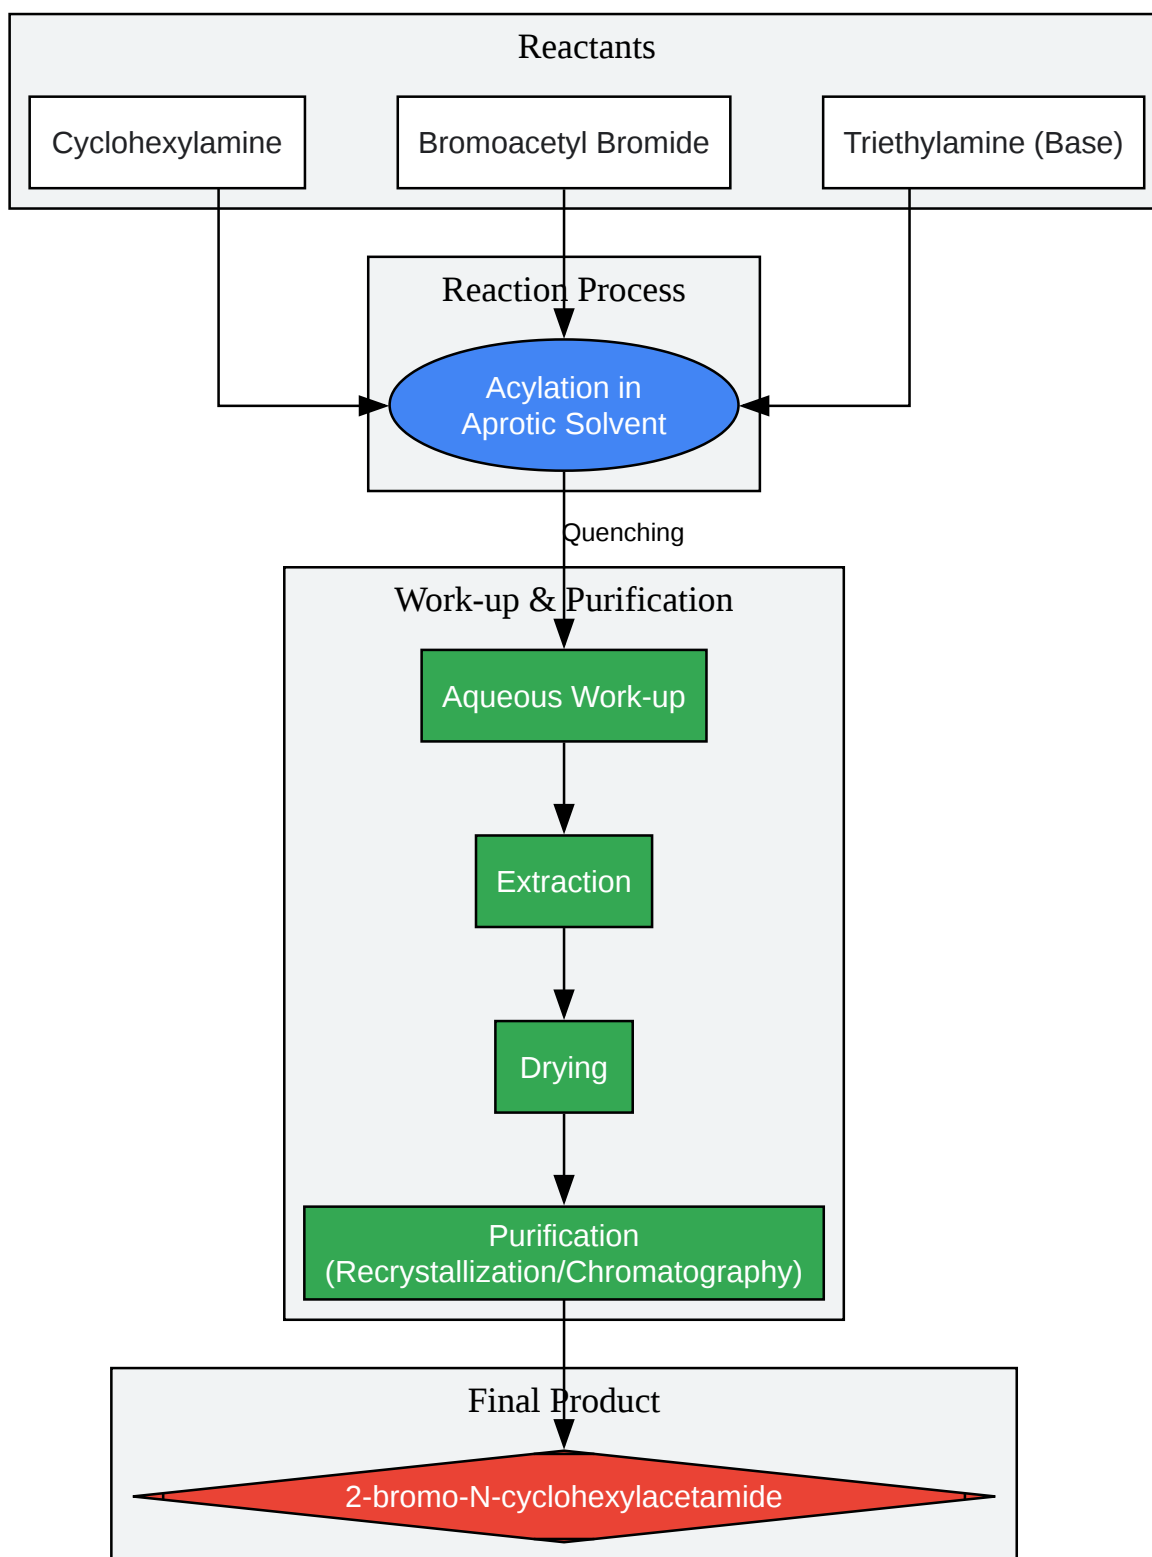 Reactants
Cyclohexylamine
Bromoacetyl Bromide
Triethylamine (Base)
Reaction Process
Acylation in
Aprotic Solvent
Quenching
Work-up & Purification
Aqueous Work-up
Extraction
Drying
Purification
(Recrystallization/Chromatography)
Final Product
2-bromo-N-cyclohexylacetamide